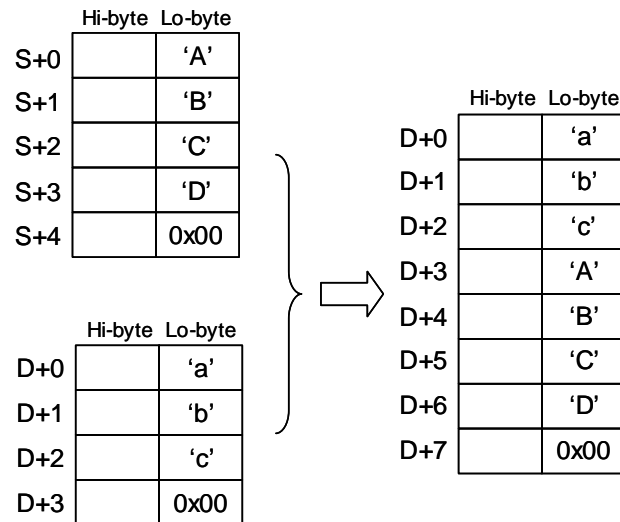 Hi-byte Lo-byte
S+0 ‘A’
S+1 ‘B’
S+2 ‘C’
S+3 ‘D’
S+4 0x00
Hi-byte Lo-byte
D+0 ‘a’
D+1 ‘b’
D+2 ‘c’
D+3 0x00
Hi-byte Lo-byte
D+0 ‘a’
D+1 ‘b’
D+2 ‘c’
D+3 ‘A’
D+4 ‘B’
D+5 ‘C’
D+6 ‘D’
D+7 0x00